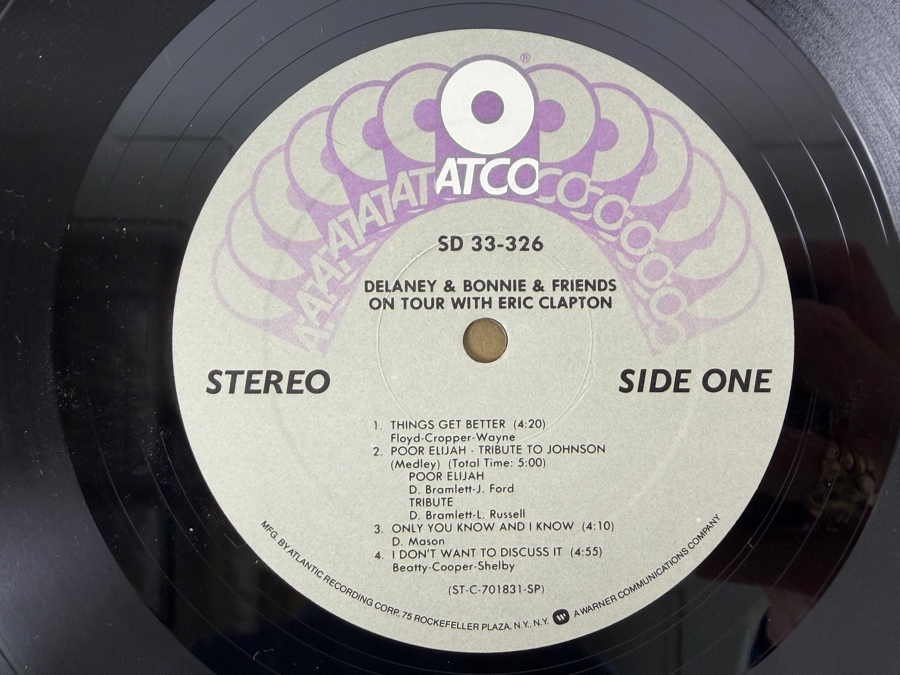 ®
ATCO
SD 33-326
DELANEY & BONNIE & FRIENDS
ON TOUR WITH ERIC CLAPTON
STEREO
SIDE ONE
1. THINGS GET BETTER (4:20)
Floyd-Cropper-Wayne
2. POOR ELIJAH - TRIBUTE TO JOHNSON
(Medley) (Total Time: 5:00)
POOR ELIJAH
D. Bramlett-J. Ford
TRIBUTE
D. Bramlett-L. Russell
3. ONLY YOU KNOW AND I KNOW (4:10)
D. Mason
4. I DON'T WANT TO DISCUSS IT (4:55)
Beatty-Cooper-Shelby
(ST-C-701831-SP)
MFG. BY ATLANTIC RECORDING CORP. 75 ROCKEFELLER PLAZA, N.Y., N.Y. W A WARNER COMMUNICATIONS COMPANY